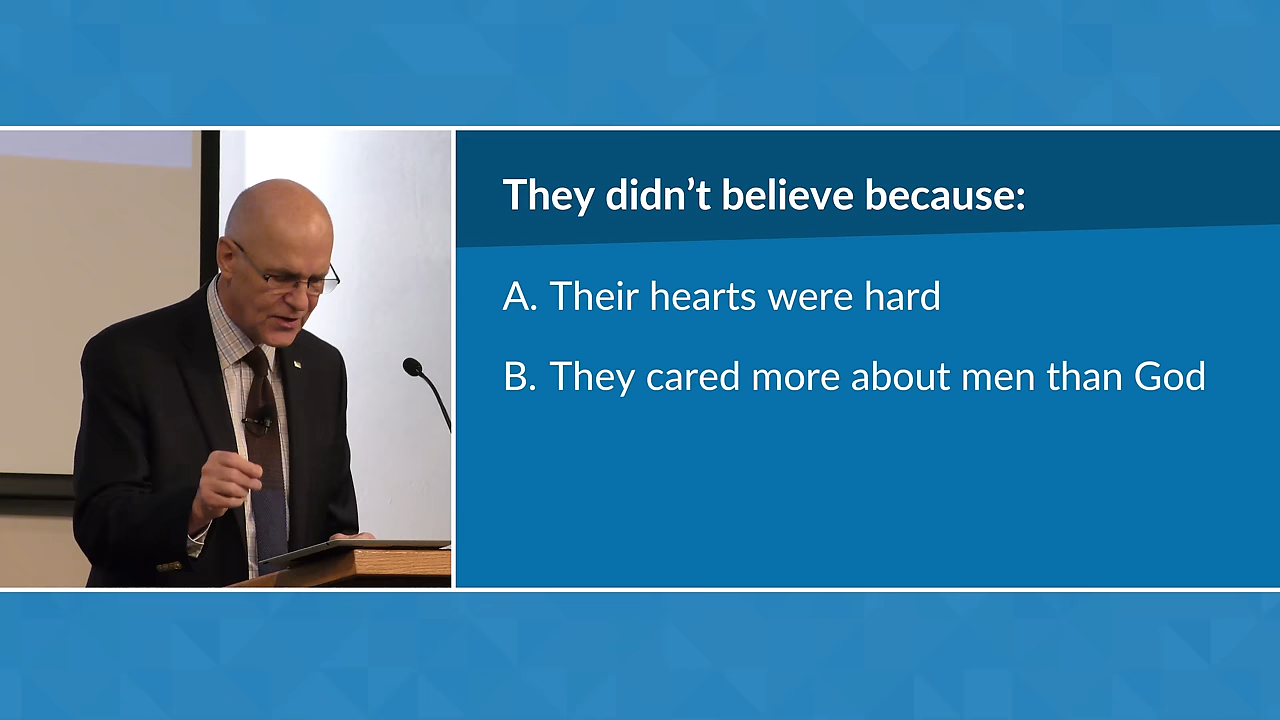 They didn’t believe because:
A. Their hearts were hard
B. They cared more about men than God